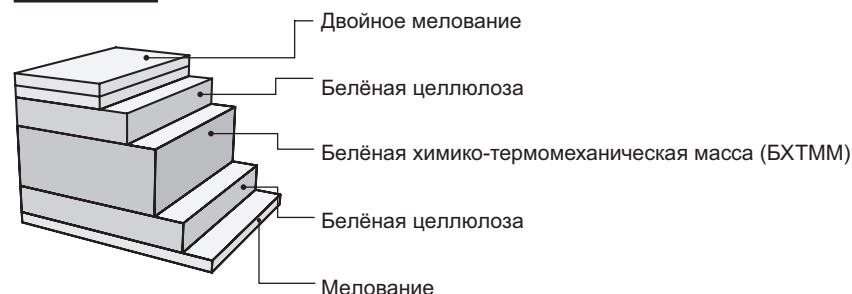 Двойное мелование
Белёная целлюлоза
Белёная химико-термомеханическая масса (БХТММ)
Белёная целлюлоза
Мелование